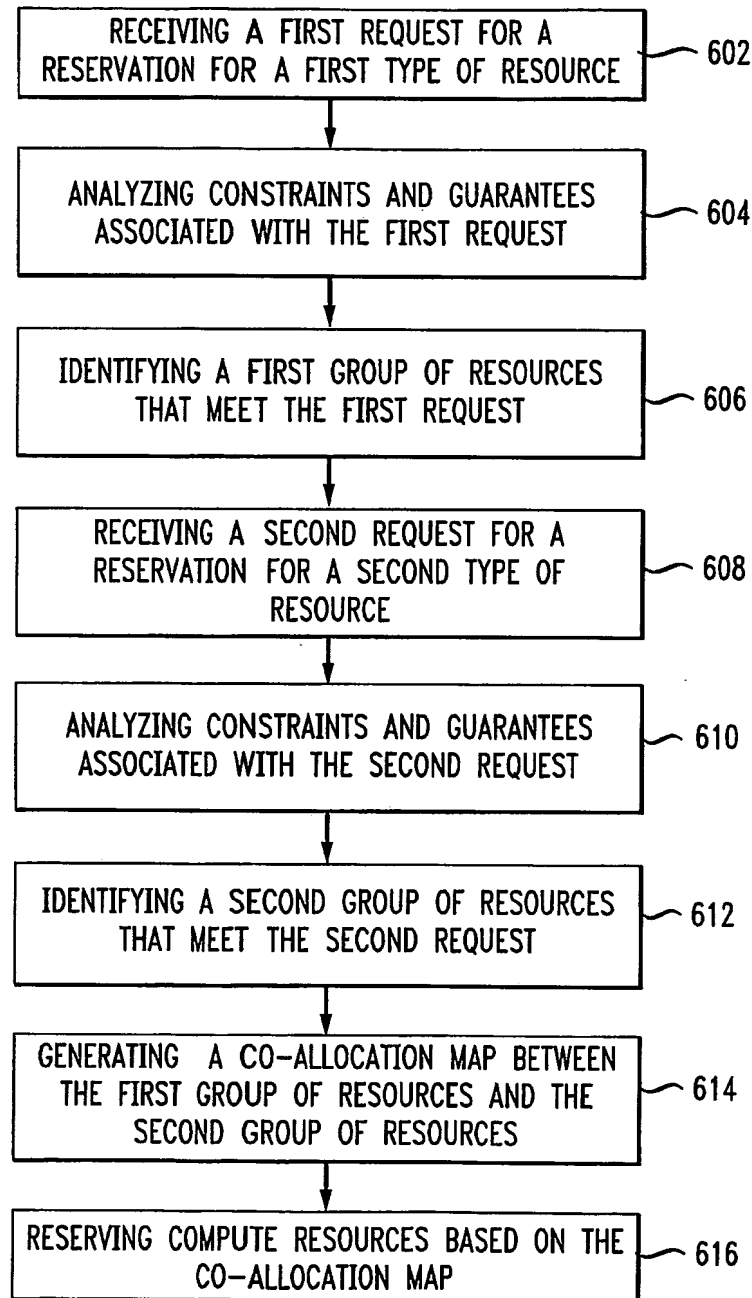 RECEIVING A FIRST REQUEST FOR A
RESERVATION FOR A FIRST TYPE OF RESOURCE
602
ANALYZING CONSTRAINTS AND GUARANTEES
ASSOCIATED WITH THE FIRST REQUEST
604
IDENTIFYING A FIRST GROUP OF RESOURCES
THAT MEET THE FIRST REQUEST
606
RECEIVING A SECOND REQUEST FOR A
RESERVATION FOR A SECOND TYPE OF
RESOURCE
608
ANALYZING CONSTRAINTS AND GUARANTEES
ASSOCIATED WITH THE SECOND REQUEST
610
IDENTIFYING A SECOND GROUP OF RESOURCES
THAT MEET THE SECOND REQUEST
612
GENERATING A CO-ALLOCATION MAP BETWEEN
THE FIRST GROUP OF RESOURCES AND THE
SECOND GROUP OF RESOURCES
614
RESERVING COMPUTE RESOURCES BASED ON THE
CO-ALLOCATION MAP
616